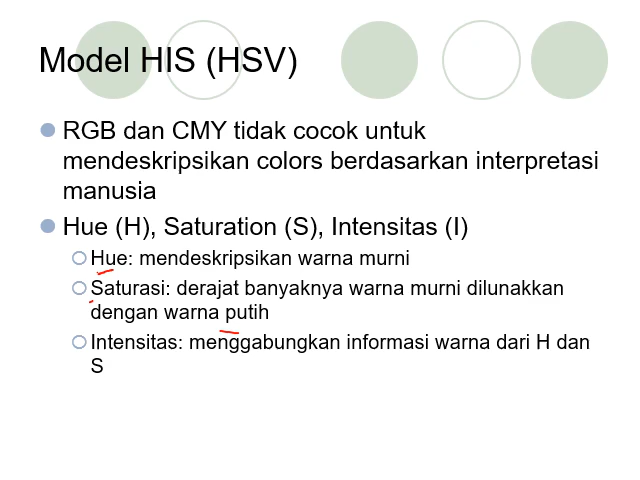 Model HIS (HSV)
RGB dan CMY tidak cocok untuk
mendeskripsikan colors berdasarkan interpretasi
manusia
Hue (H), Saturation (S), Intensitas (I)
Hue: mendeskripsikan warna murni
Saturasi: derajat banyaknya warna murni dilunakkan
dengan warna putih
Intensitas: menggabungkan informasi warna dari H dan
S